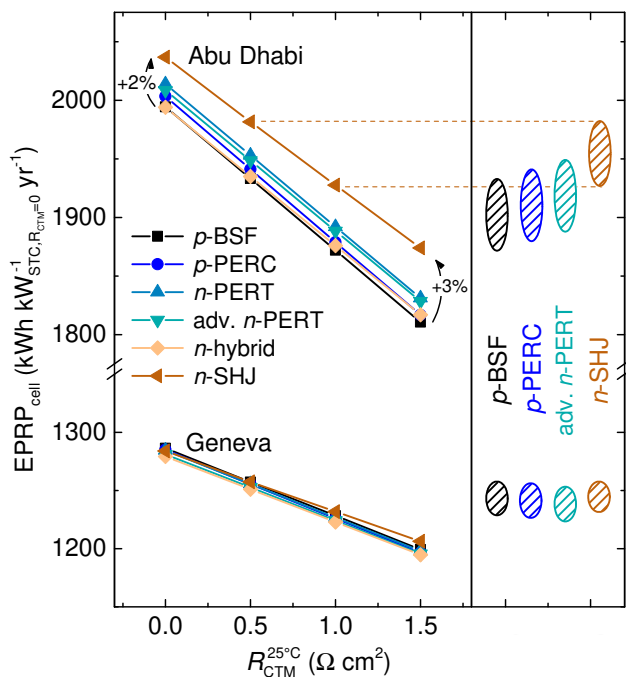 Abu Dhabi
+2%
2000
1900
1800
1300
1200
EPRP_cell (kWh kW^-1_STC,R_CTM=0 yr^-1)
p-BSF
p-PERC
n-PERT
adv. n-PERT
n-hybrid
n-SHJ
+3%
Geneva
p-BSF
p-PERC
adv. n-PERT
n-SHJ
0.0 0.5 1.0 1.5
R^25°C_CTM (Ω cm²)